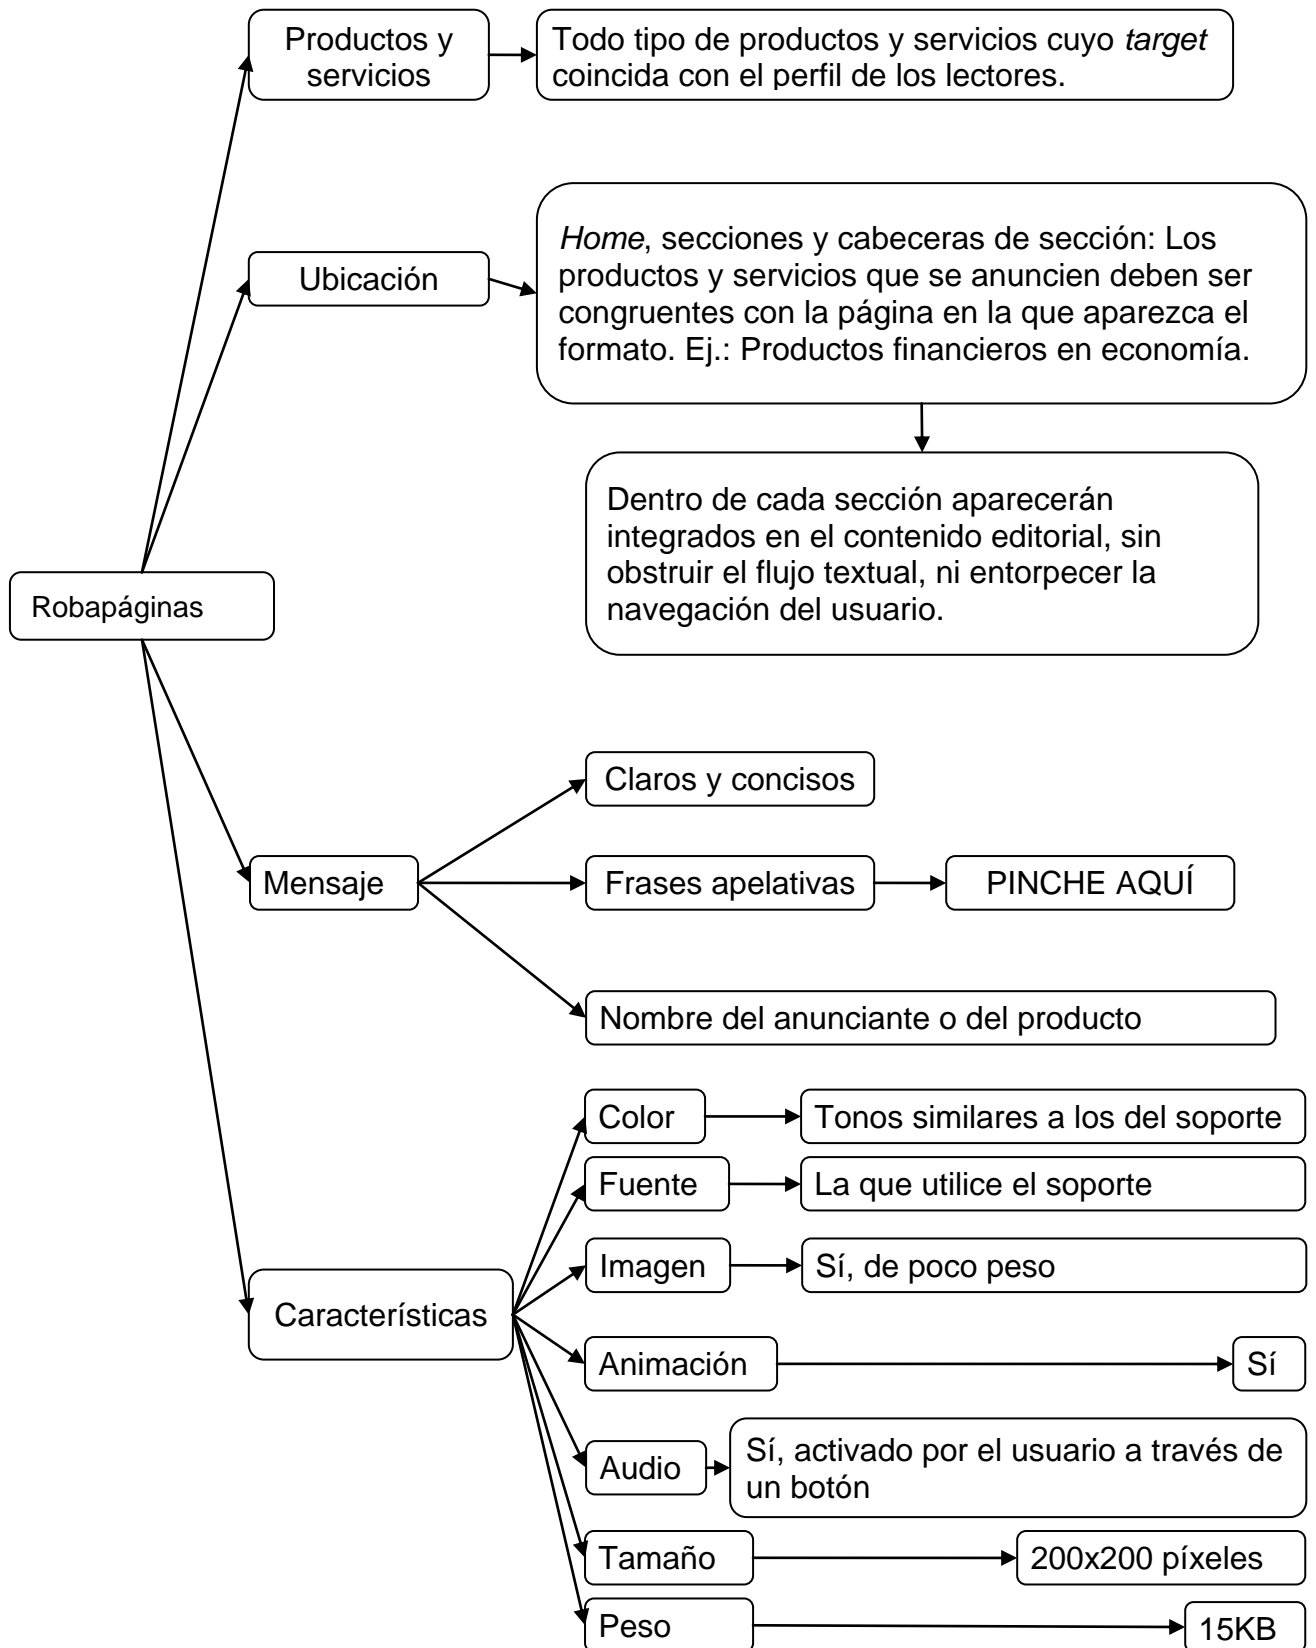 Productos y
servicios
Todo tipo de productos y servicios cuyo target
coincida con el perfil de los lectores.
Ubicación
Home, secciones y cabeceras de sección: Los
productos y servicios que se anuncien deben ser
congruentes con la página en la que aparezca el
formato. Ej.: Productos financieros en economía.
Dentro de cada sección aparecerán
integrados en el contenido editorial, sin
obstruir el flujo textual, ni entorpecer la
navegación del usuario.
Robapáginas
Claros y concisos
Mensaje
Frases apelativas
PINCHE AQUÍ
Nombre del anunciante o del producto
Color
Tonos similares a los del soporte
Fuente
La que utilice el soporte
Imagen
Sí, de poco peso
Característificas
Animación
Sí
Audio
Sí, activado por el usuario a través de
un botón
Tamaño
200x200 píxeles
Peso
15KB